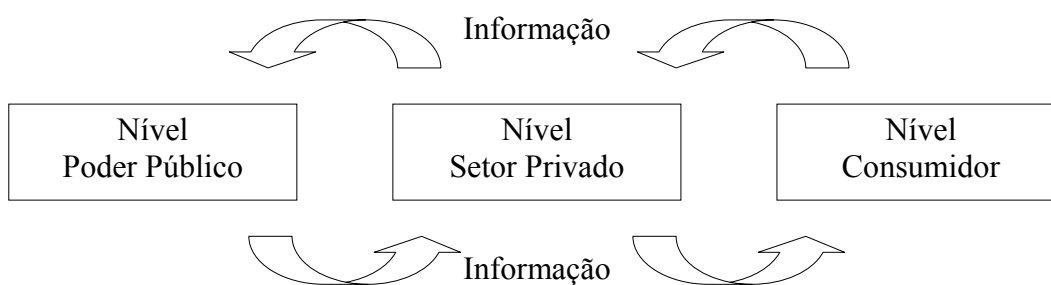 Informação
Nível
Poder Público
Nível
Setor Privado
Nível
Consumidor
Informação